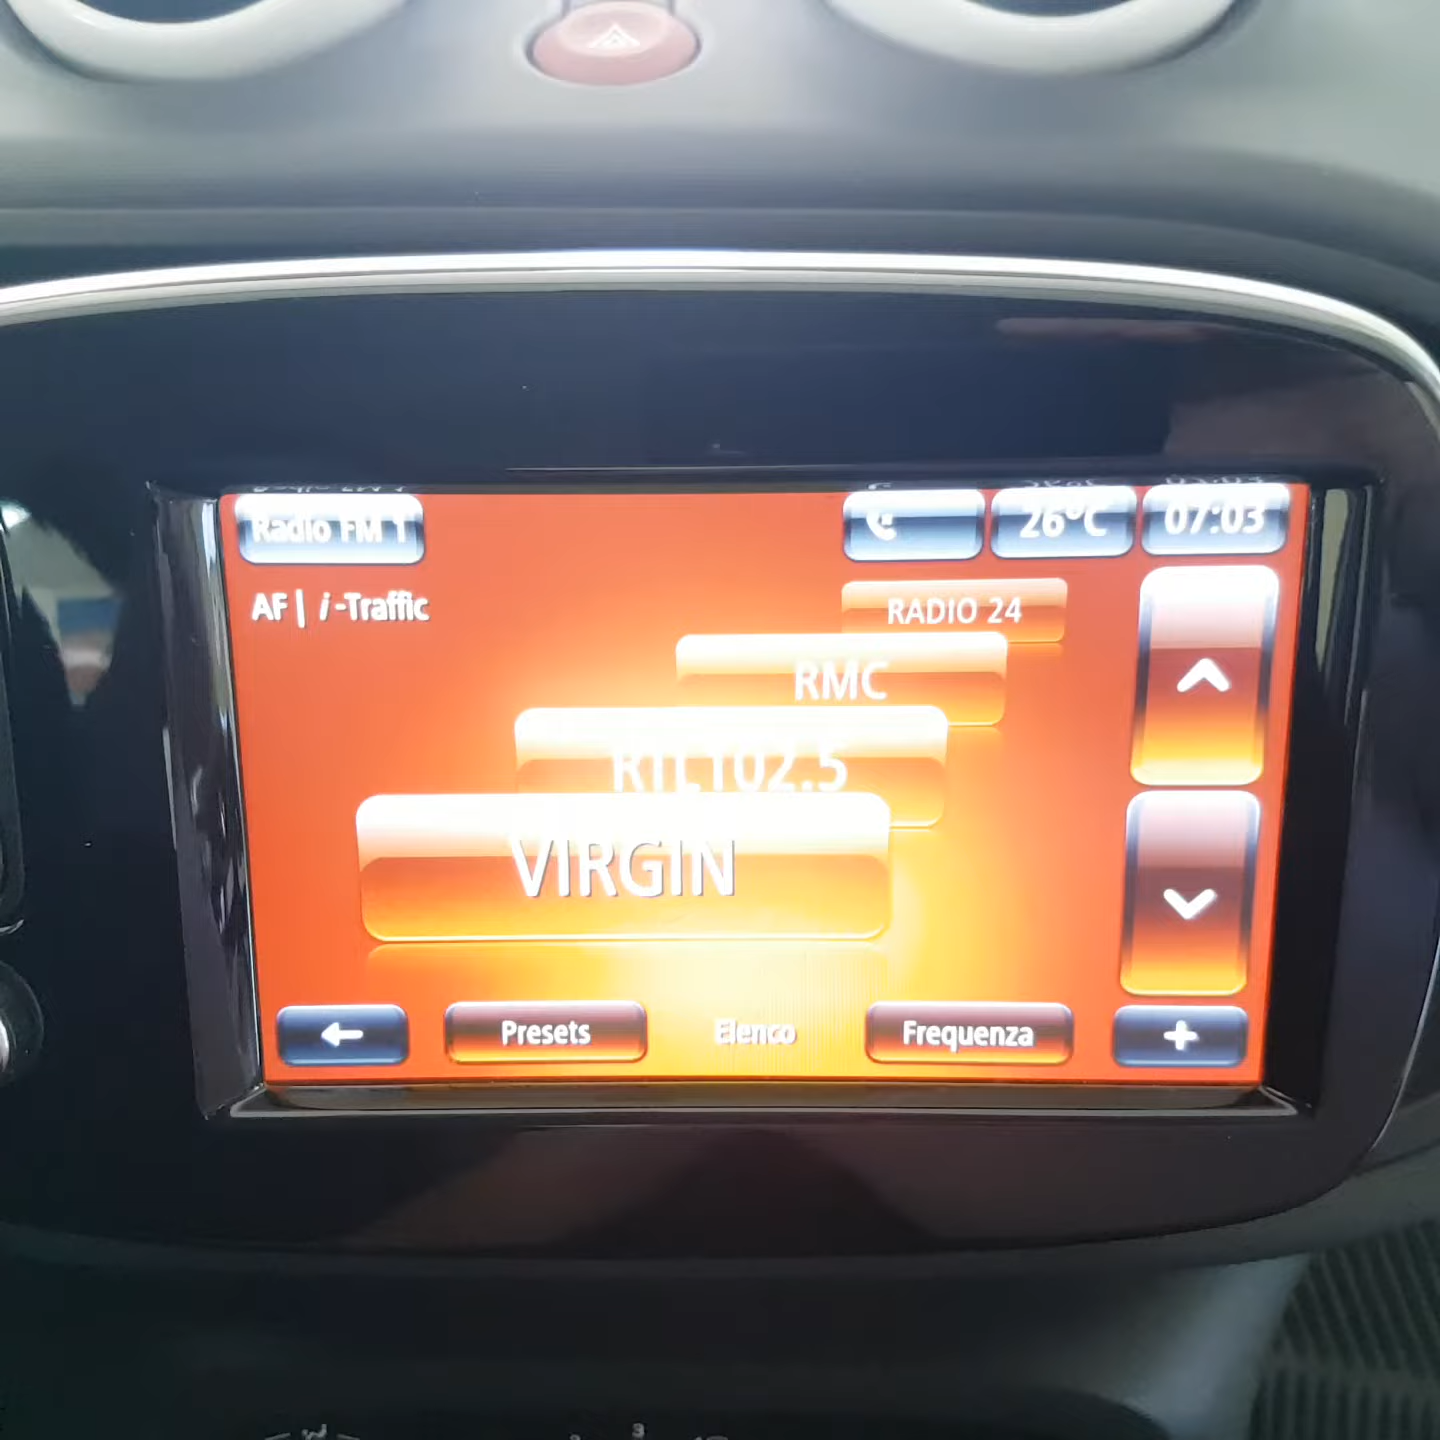 Radio FM 1
26°C
07:03
AF | i-Traffic
RADIO 24
RMC
RTL102.5
VIRGIN
Presets
Elenco
Frequenza
+